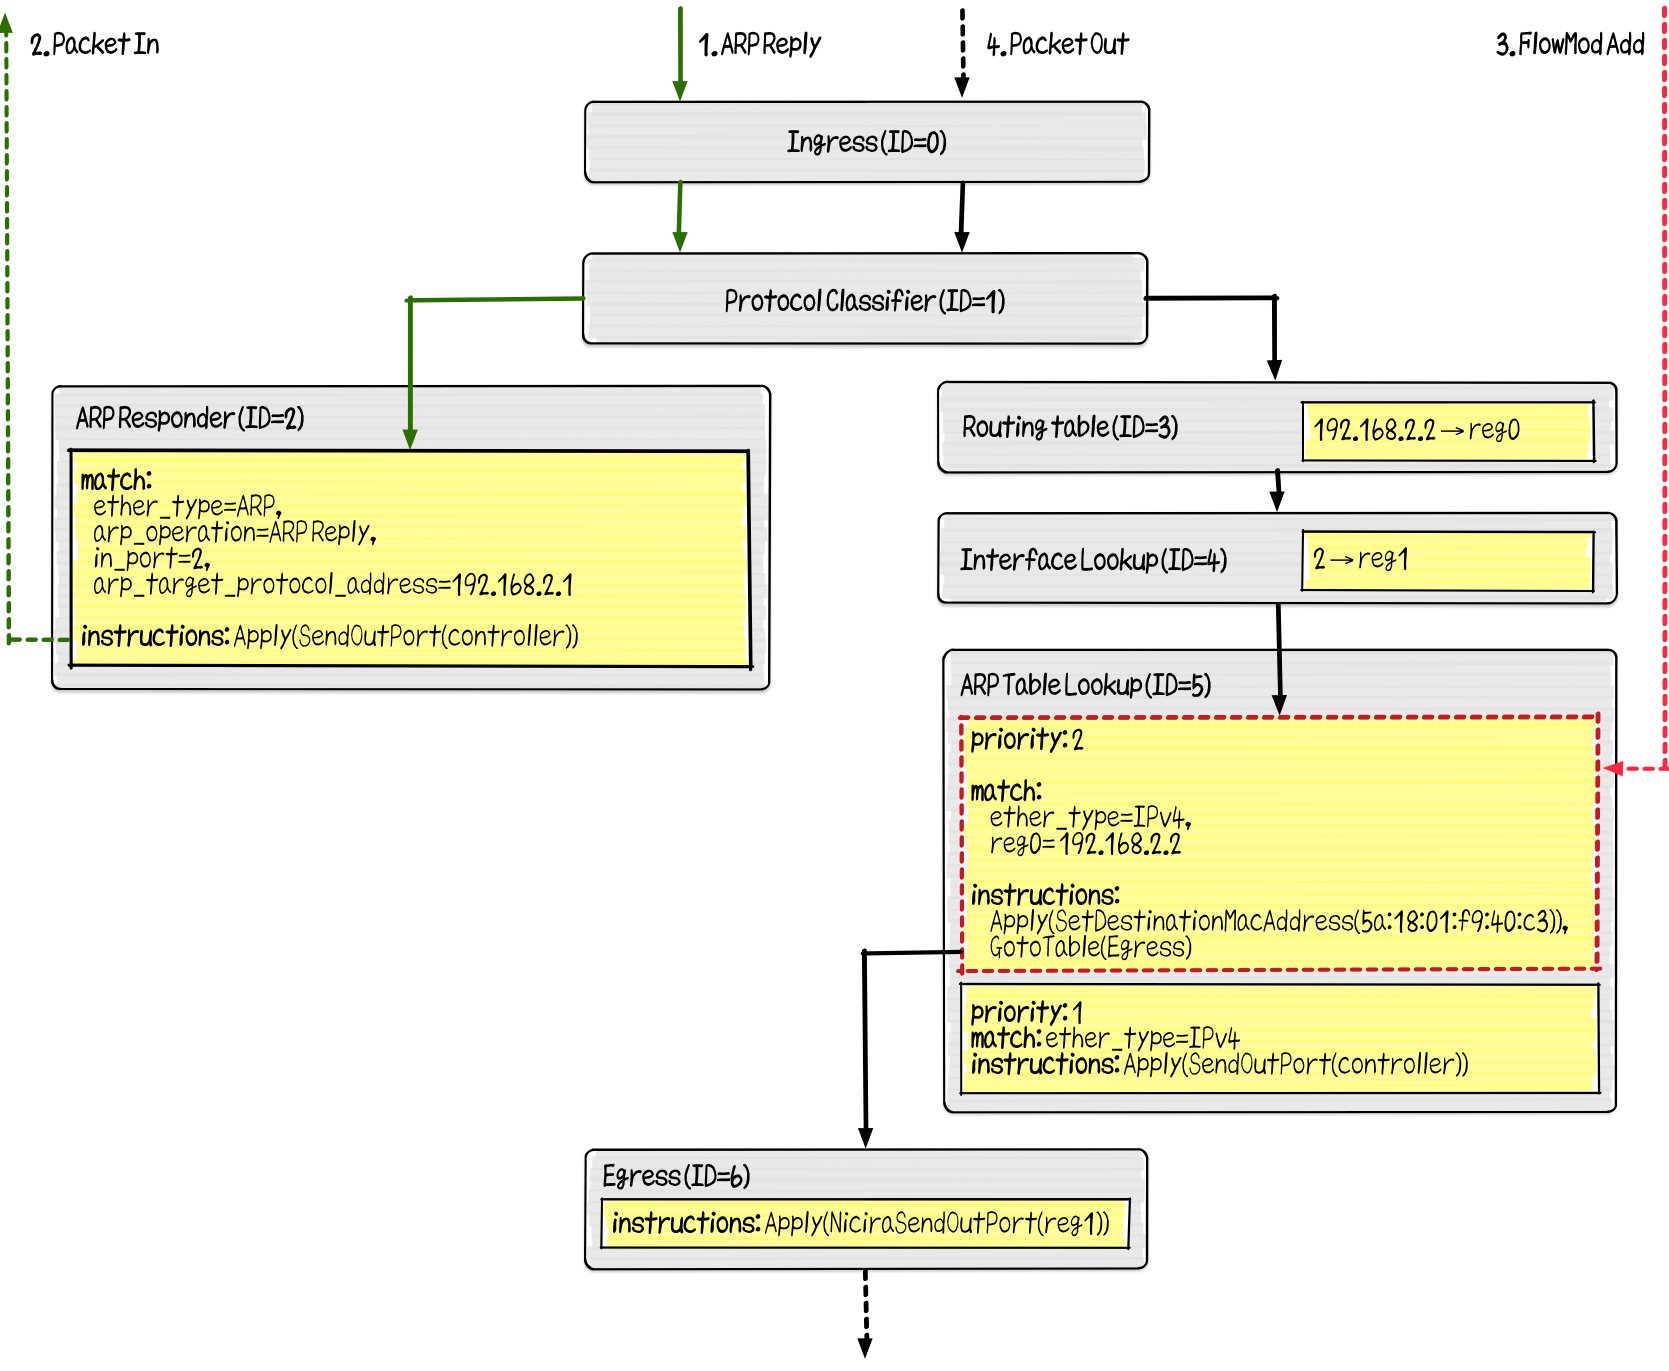 2. Packet In
1. ARP Reply
4. Packet Out
3. Flow Mod Add
Ingress (ID=0)
Protocol Classifier (ID=1)
ARP Responder (ID=2)
match:
ether_type=ARP,
arp_operation=ARP Reply,
in_port=2,
arp_target_protocol_address=192.168.2.1
instructions: Apply(SendOutPort(controller))
Routing table (ID=3)
192.168.2.2 → reg0
Interface Lookup (ID=4)
2 → reg1
ARP Table Lookup (ID=5)
priority: 2
match:
ether_type=IPv4,
reg0= 192.168.2.2
instructions:
Apply(SetDestinationMacAddress(5a:18:01:f9:40:c3)),
GotoTable(Egress)
priority: 1
match: ether_type=IPv4
instructions: Apply(SendOutPort(controller))
Egress (ID=6)
instructions: Apply(NiciraSendOutPort(reg1))